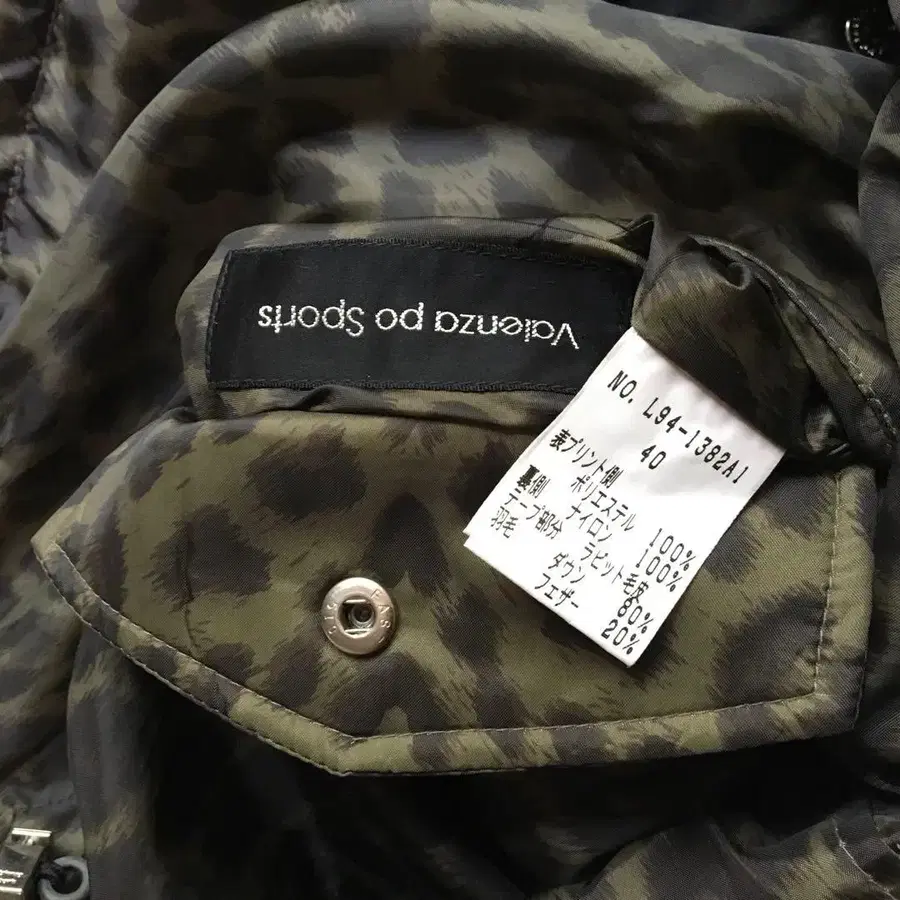 Valenza po Sports
NO. L94-1382A1
40
表プリント側 ポリエステル 100%
裏側 ナイロン 100%
テープ部分 ラビット毛皮
羽毛 ダウン 80%
フェザー 20%